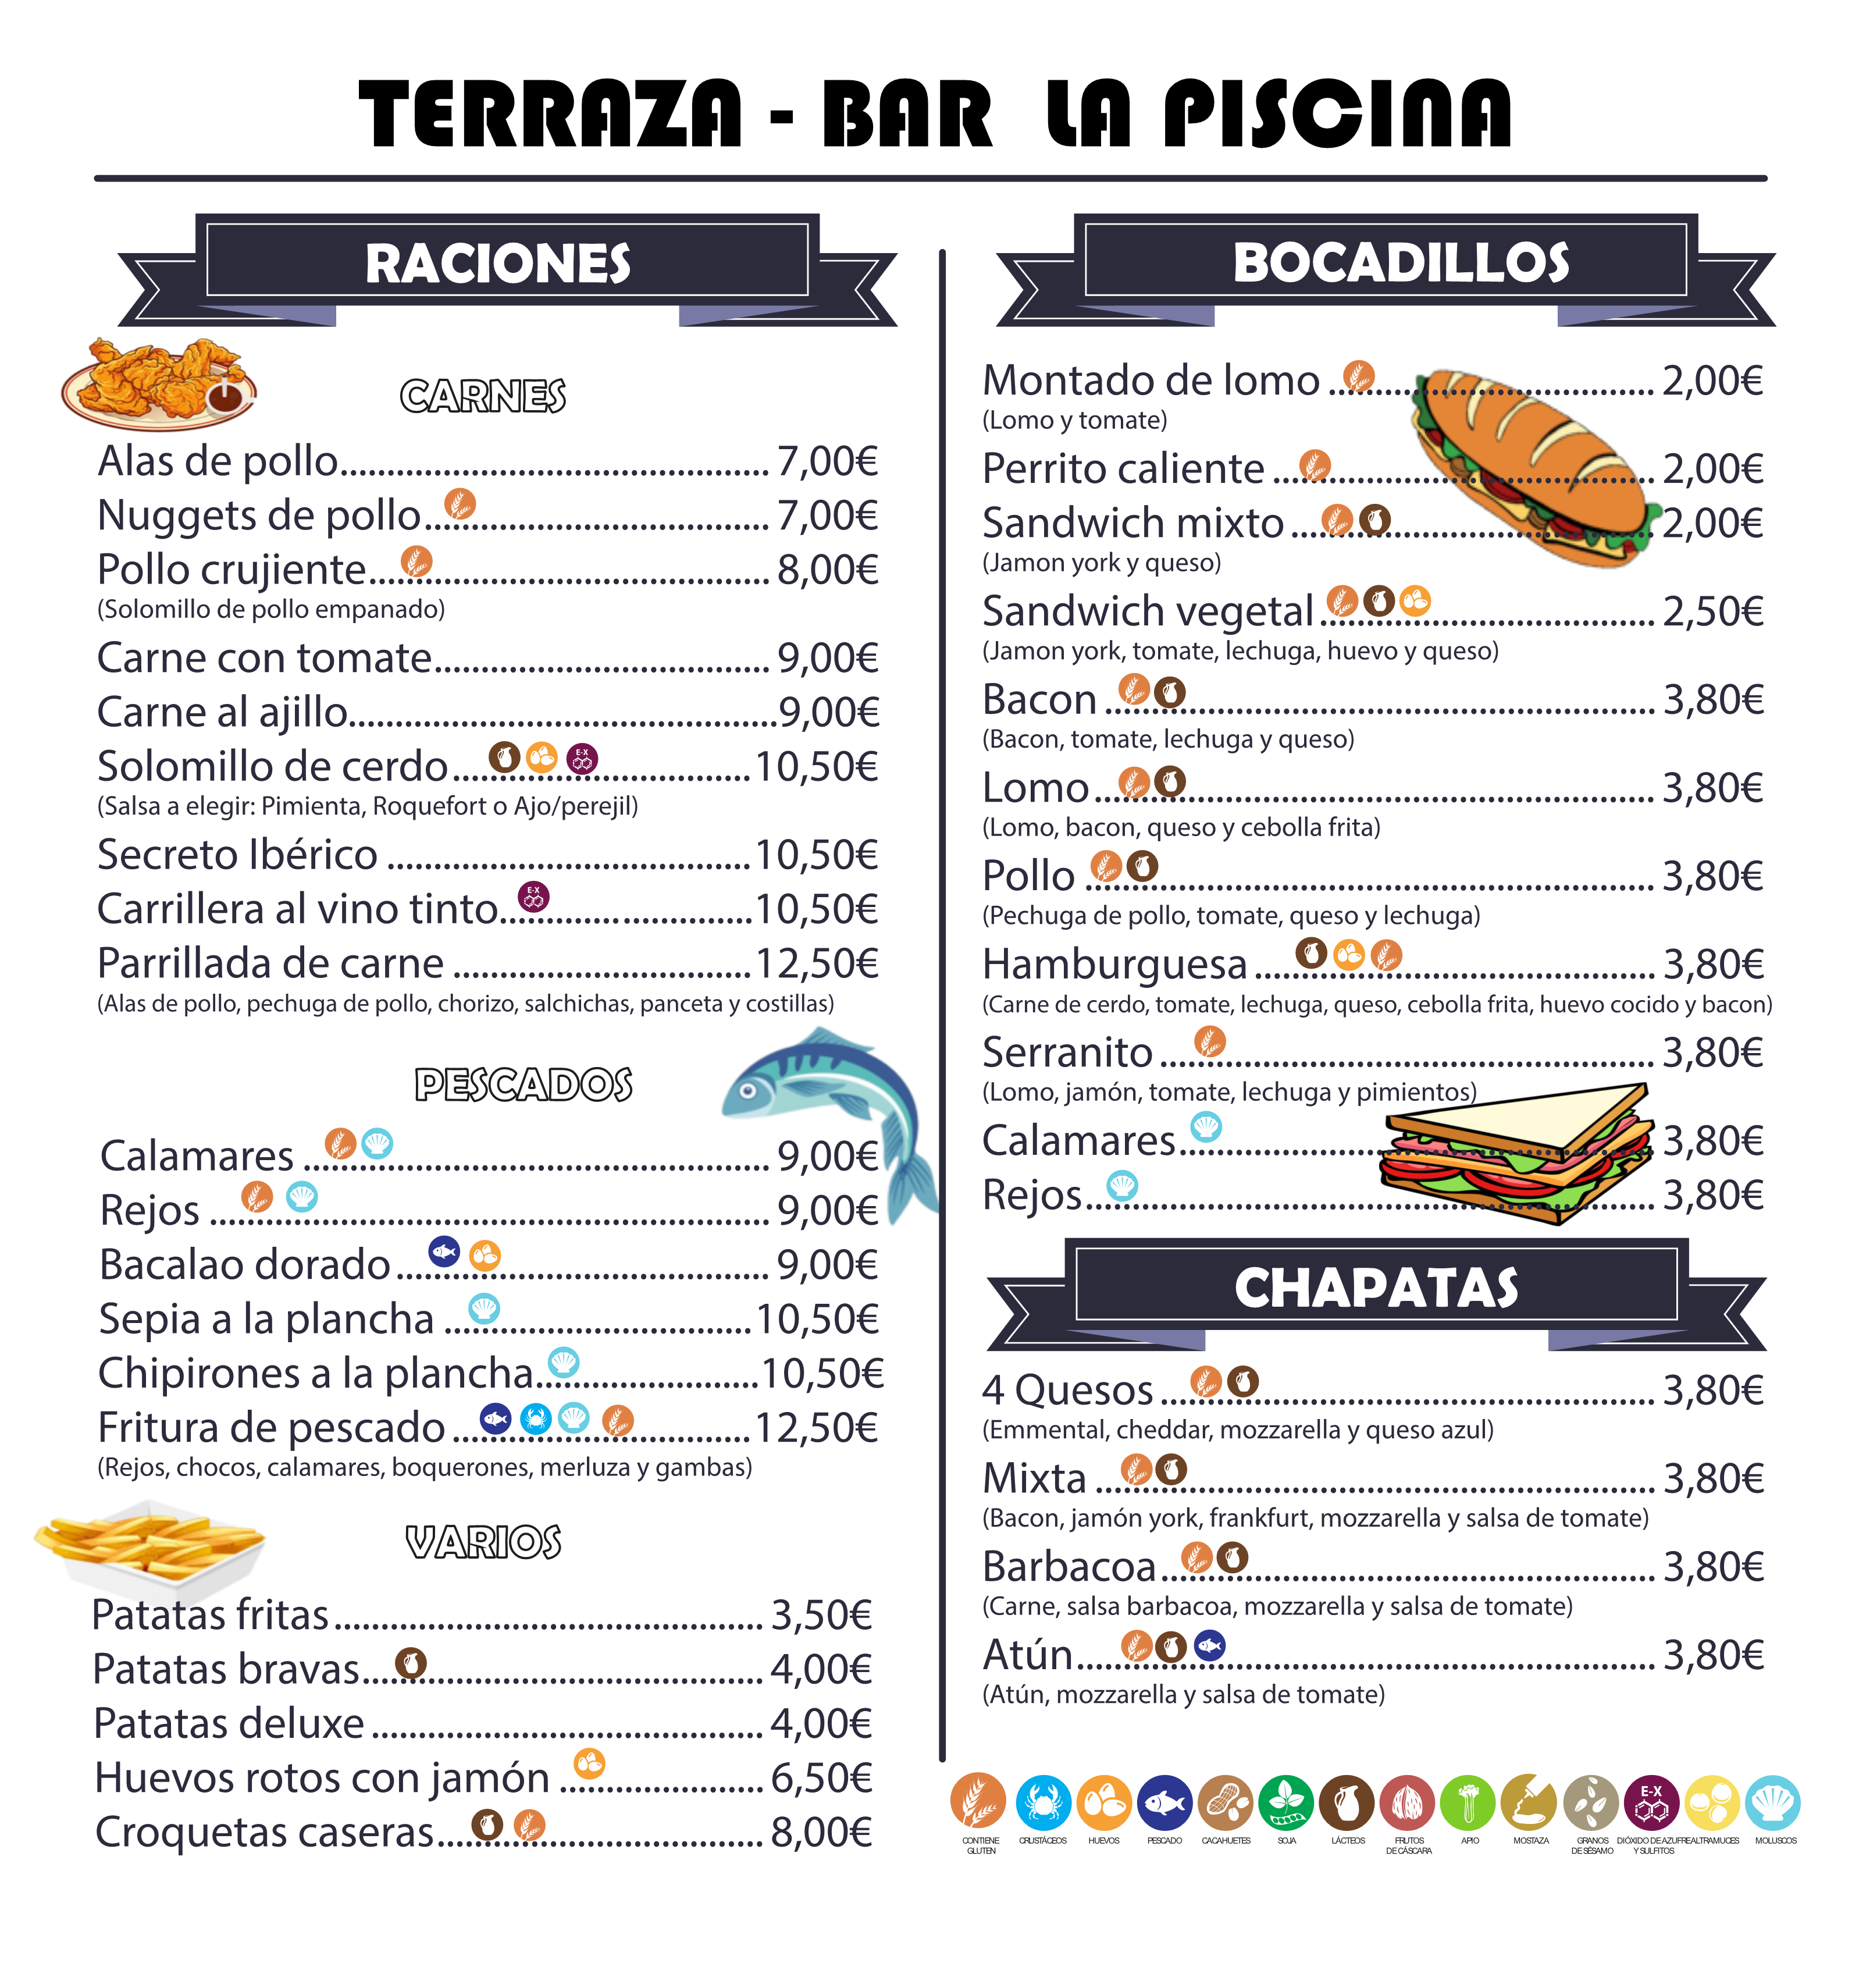 TERRAZA - BAR LA PISCINA
RACIONES
CARNES
Alas de pollo.............................................. 7,00€
Nuggets de pollo..................................... 7,00€
Pollo crujiente........................................... 8,00€
(Solomillo de pollo empanado)
Carne con tomate.................................... 9,00€
Carne al ajillo..............................................9,00€
Solomillo de cerdo................................10,50€
(Salsa a elegir: Pimienta, Roquefort o Ajo/perejil)
Secreto Ibérico .......................................10,50€
Carrillera al vino tinto...........................10,50€
Parrillada de carne ................................12,50€
(Alas de pollo, pechuga de pollo, chorizo, salchichas, panceta y costillas)
PESCADOS
Calamares .................................................. 9,00€
Rejos ............................................................ 9,00€
Bacalao dorado........................................ 9,00€
Sepia a la plancha .................................10,50€
Chipirones a la plancha........................10,50€
Fritura de pescado ................................12,50€
(Rejos, chocos, calamares, boquerones, merluza y gambas)
VARIOS
Patatas fritas.............................................. 3,50€
Patatas bravas........................................... 4,00€
Patatas deluxe .......................................... 4,00€
Huevos rotos con jamón ...................... 6,50€
Croquetas caseras................................... 8,00€
BOCADILLOS
Montado de lomo ................................... 2,00€
(Lomo y tomate)
Perrito caliente ......................................... 2,00€
Sandwich mixto .......................................2,00€
(Jamon york y queso)
Sandwich vegetal.................................... 2,50€
(Jamon york, tomate, lechuga, huevo y queso)
Bacon ........................................................... 3,80€
(Bacon, tomate, lechuga y queso)
Lomo............................................................ 3,80€
(Lomo, bacon, queso y cebolla frita)
Pollo ............................................................. 3,80€
(Pechuga de pollo, tomate, queso y lechuga)
Hamburguesa ........................................... 3,80€
(Carne de cerdo, tomate, lechuga, queso, cebolla frita, huevo cocido y bacon)
Serranito ..................................................... 3,80€
(Lomo, jamón, tomate, lechuga y pimientos)
Calamares................................................... 3,80€
Rejos............................................................. 3,80€
CHAPATAS
4 Quesos ..................................................... 3,80€
(Emmental, cheddar, mozzarella y queso azul)
Mixta ............................................................ 3,80€
(Bacon, jamón york, frankfurt, mozzarella y salsa de tomate)
Barbacoa..................................................... 3,80€
(Carne, salsa barbacoa, mozzarella y salsa de tomate)
Atún.............................................................. 3,80€
(Atún, mozzarella y salsa de tomate)
CONTIENE GLUTEN
CRUSTÁCEOS
HUEVOS
PESCADO
CACAHUETES
SOJA
LÁCTEOS
FRUTOS DE CÁSCARA
APIO
MOSTAZA
GRANOS DE SÉSAMO
E-X
DIÓXIDO DE AZUFRE Y SULFITOS
ALTRAMUCES
MOLUSCOS